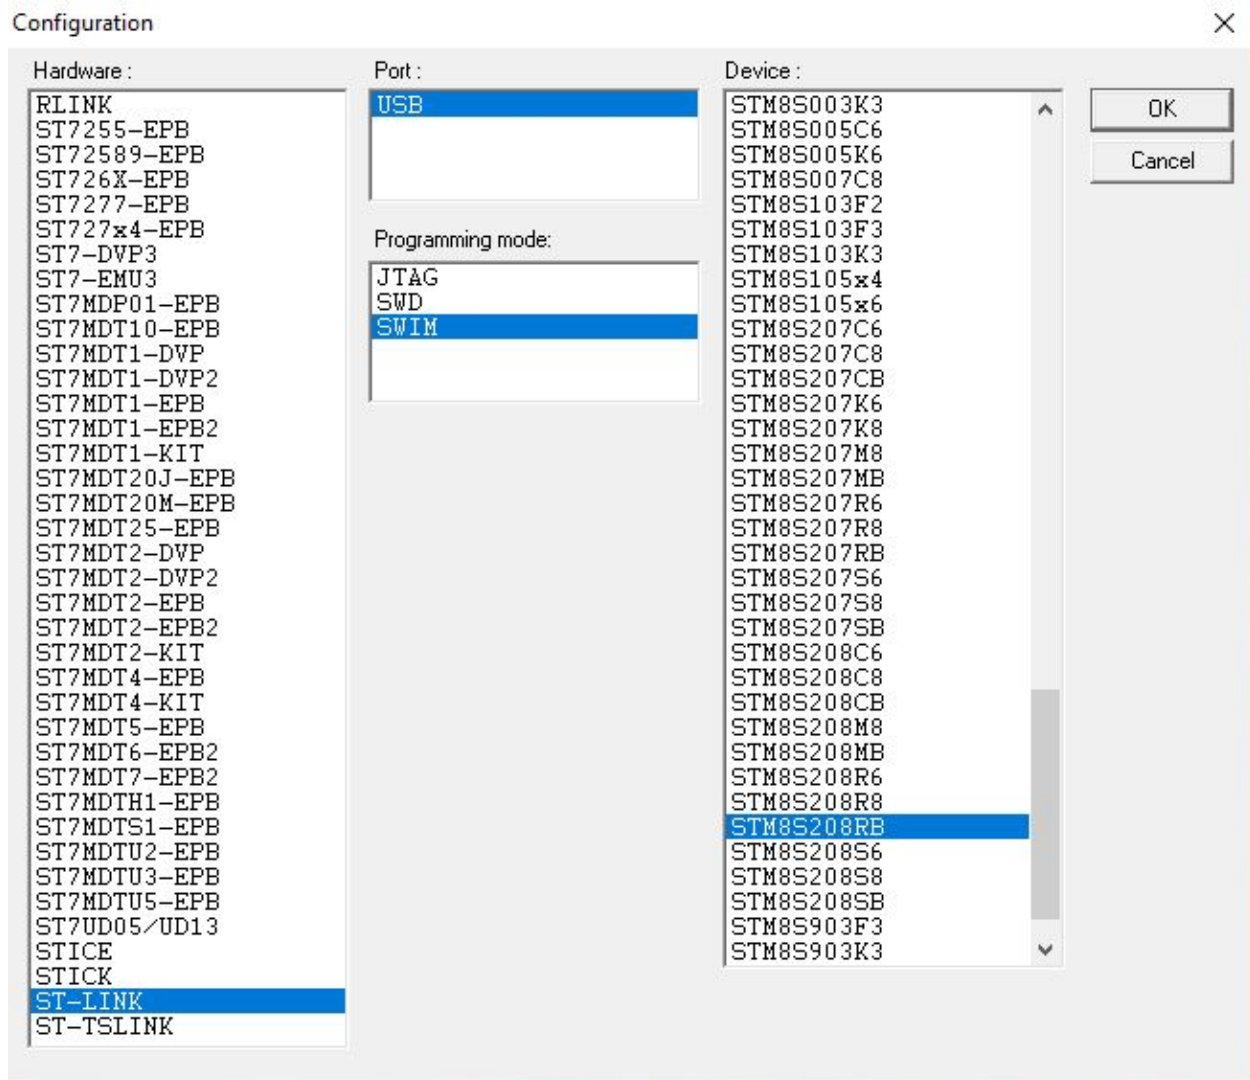 Configuration
Hardware :
RLINK
ST7255-EPB
ST72589-EPB
ST726X-EPB
ST7277-EPB
ST727x4-EPB
ST7-DVP3
ST7-EMU3
ST7MDP01-EPB
ST7MDT10-EPB
ST7MDT1-DVP
ST7MDT1-DVP2
ST7MDT1-EPB
ST7MDT1-EPB2
ST7MDT1-KIT
ST7MDT20J-EPB
ST7MDT20M-EPB
ST7MDT25-EPB
ST7MDT2-DVP
ST7MDT2-DVP2
ST7MDT2-EPB
ST7MDT2-EPB2
ST7MDT2-KIT
ST7MDT4-EPB
ST7MDT4-KIT
ST7MDT5-EPB
ST7MDT6-EPB2
ST7MDT7-EPB2
ST7MDTH1-EPB
ST7MDTS1-EPB
ST7MDTU2-EPB
ST7MDTU3-EPB
ST7MDTU5-EPB
ST7UD05/UD13
STICE
STICK
ST-LINK
ST-TSLINK
Port :
USB
Programming mode:
JTAG
SWD
SWIM
Device :
STM8S003K3
STM8S005C6
STM8S005K6
STM8S007C8
STM8S103F2
STM8S103F3
STM8S103K3
STM8S105x4
STM8S105x6
STM8S207C6
STM8S207C8
STM8S207CB
STM8S207K6
STM8S207K8
STM8S207M8
STM8S207MB
STM8S207R6
STM8S207R8
STM8S207RB
STM8S207S6
STM8S207S8
STM8S207SB
STM8S208C6
STM8S208C8
STM8S208CB
STM8S208M8
STM8S208MB
STM8S208R6
STM8S208R8
STM8S208RB
STM8S208S6
STM8S208S8
STM8S208SB
STM8S903F3
STM8S903K3
OK
Cancel